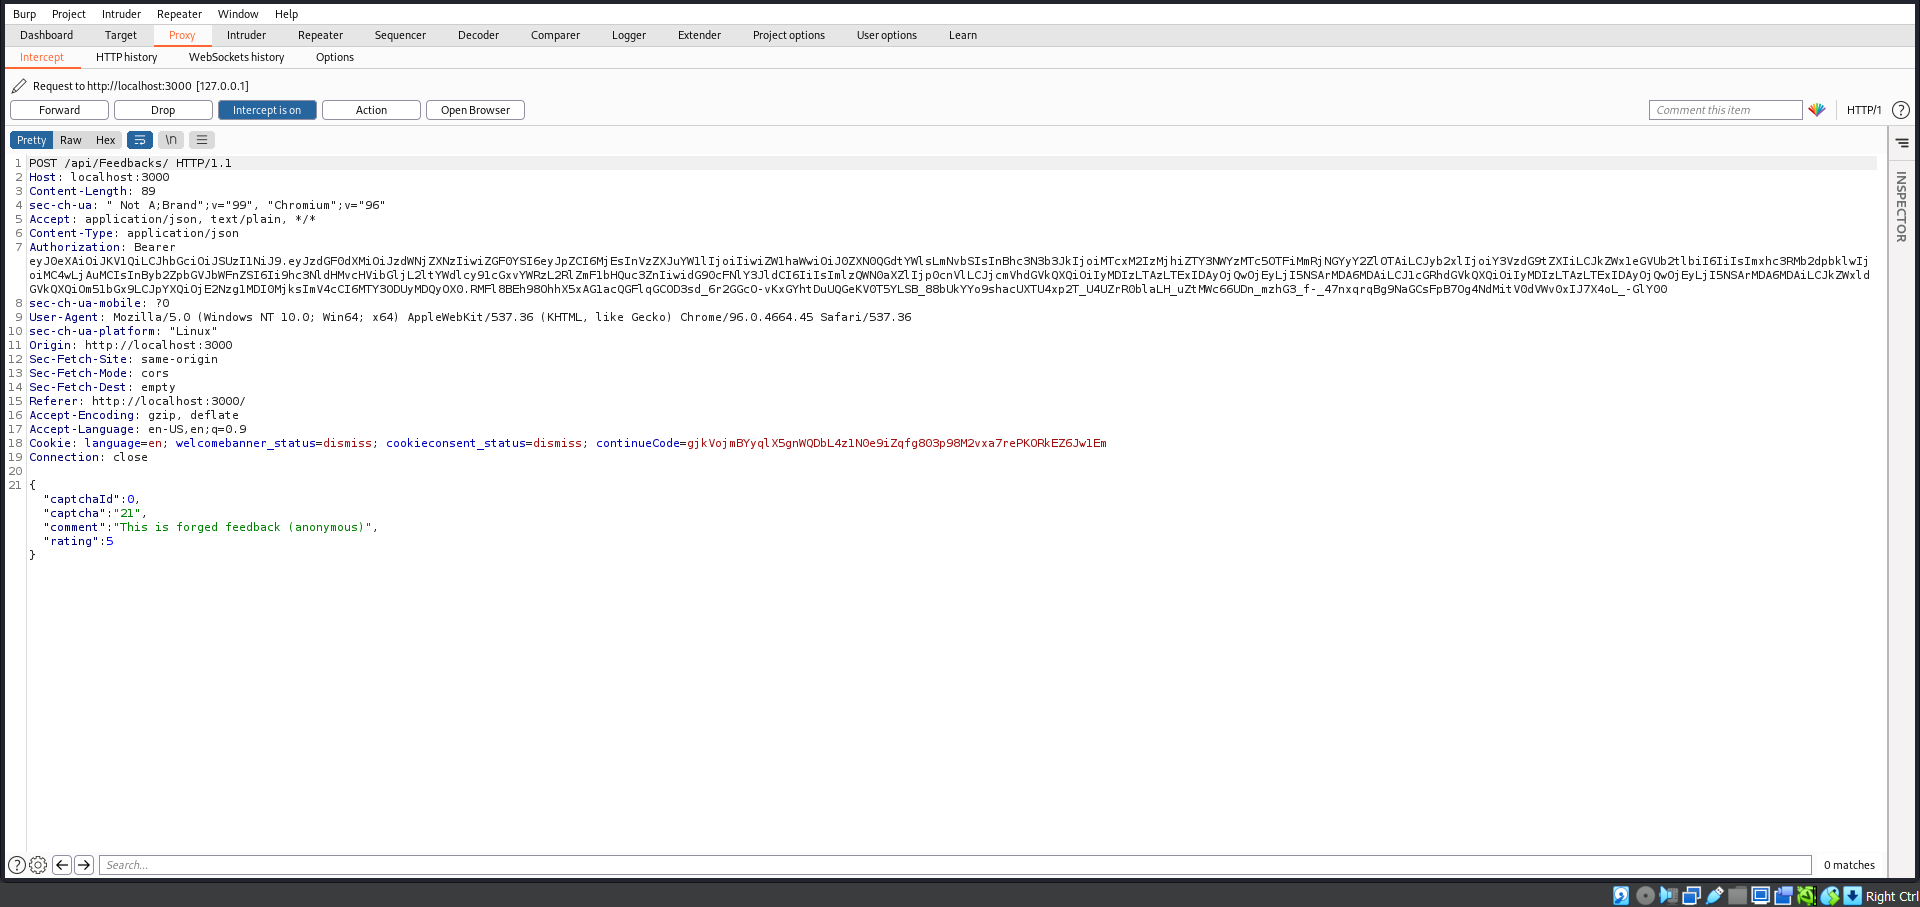 Burp Project Intruder Repeater Window Help
Dashboard Target Proxy Intruder Repeater Sequencer Decoder Comparer Logger Extender Project options User options Learn
Intercept HTTP history WebSockets history Options
Request to http://localhost:3000 [127.0.0.1]
Forward Drop Intercept is on Action Open Browser Comment this item HTTP/1 ?
Pretty Raw Hex \n
INSPECTOR
1 POST /api/Feedbacks/ HTTP/1.1
2 Host: localhost:3000
3 Content-Length: 89
4 sec-ch-ua: " Not A;Brand";v="99", "Chromium";v="96"
5 Accept: application/json, text/plain, */*
6 Content-Type: application/json
7 Authorization: Bearer
8 sec-ch-ua-mobile: ?0
9 User-Agent: Mozilla/5.0 (Windows NT 10.0; Win64; x64) AppleWebKit/537.36 (KHTML, like Gecko) Chrome/96.0.4664.45 Safari/537.36
10 sec-ch-ua-platform: "Linux"
11 Origin: http://localhost:3000
12 Sec-Fetch-Site: same-origin
13 Sec-Fetch-Mode: cors
14 Sec-Fetch-Dest: empty
15 Referer: http://localhost:3000/
16 Accept-Encoding: gzip, deflate
17 Accept-Language: en-US,en;q=0.9
18 Cookie: language=en; welcomebanner_status=dismiss; cookieconsent_status=dismiss; continueCode=gjkVojmBYyqlX5gnWQDbL4z1N0e9iZqfg803p98M2vxa7rePKORkEZ6Jw1Em
19 Connection: close
20
21 {
"captchaId":0,
"captcha":"21",
"comment":"This is forged feedback (anonymous)",
"rating":5
}
? Search... 0 matches
Right Ctrl